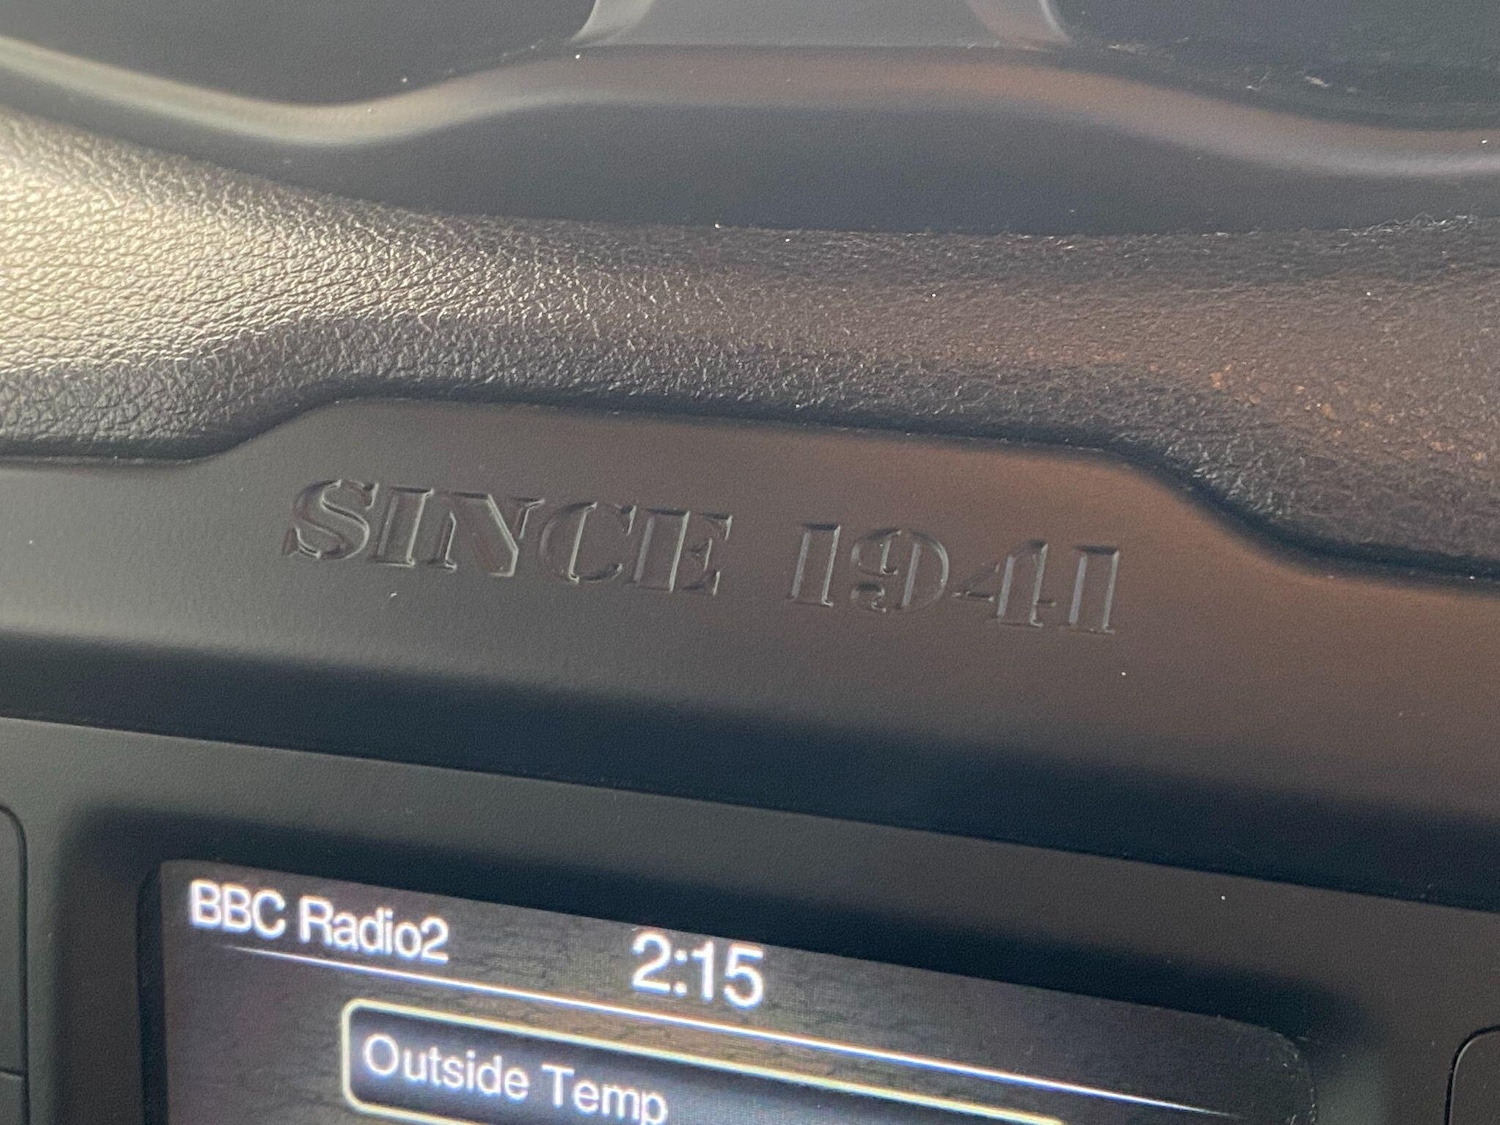 SINCE 1941
BBC Radio2
2:15
Outside Temp